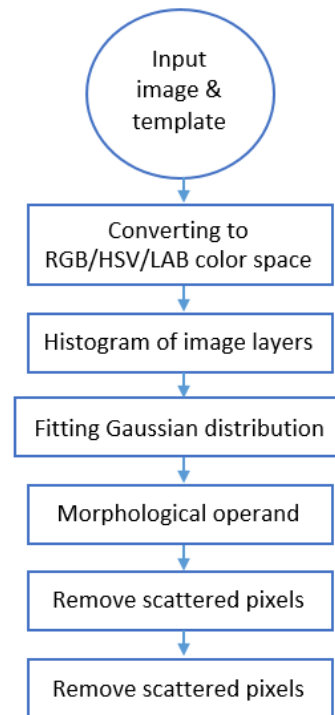 Input
image &
template
Converting to
RGB/HSV/LAB color space
Histogram of image layers
Fitting Gaussian distribution
Morphological operand
Remove scattered pixels
Remove scattered pixels